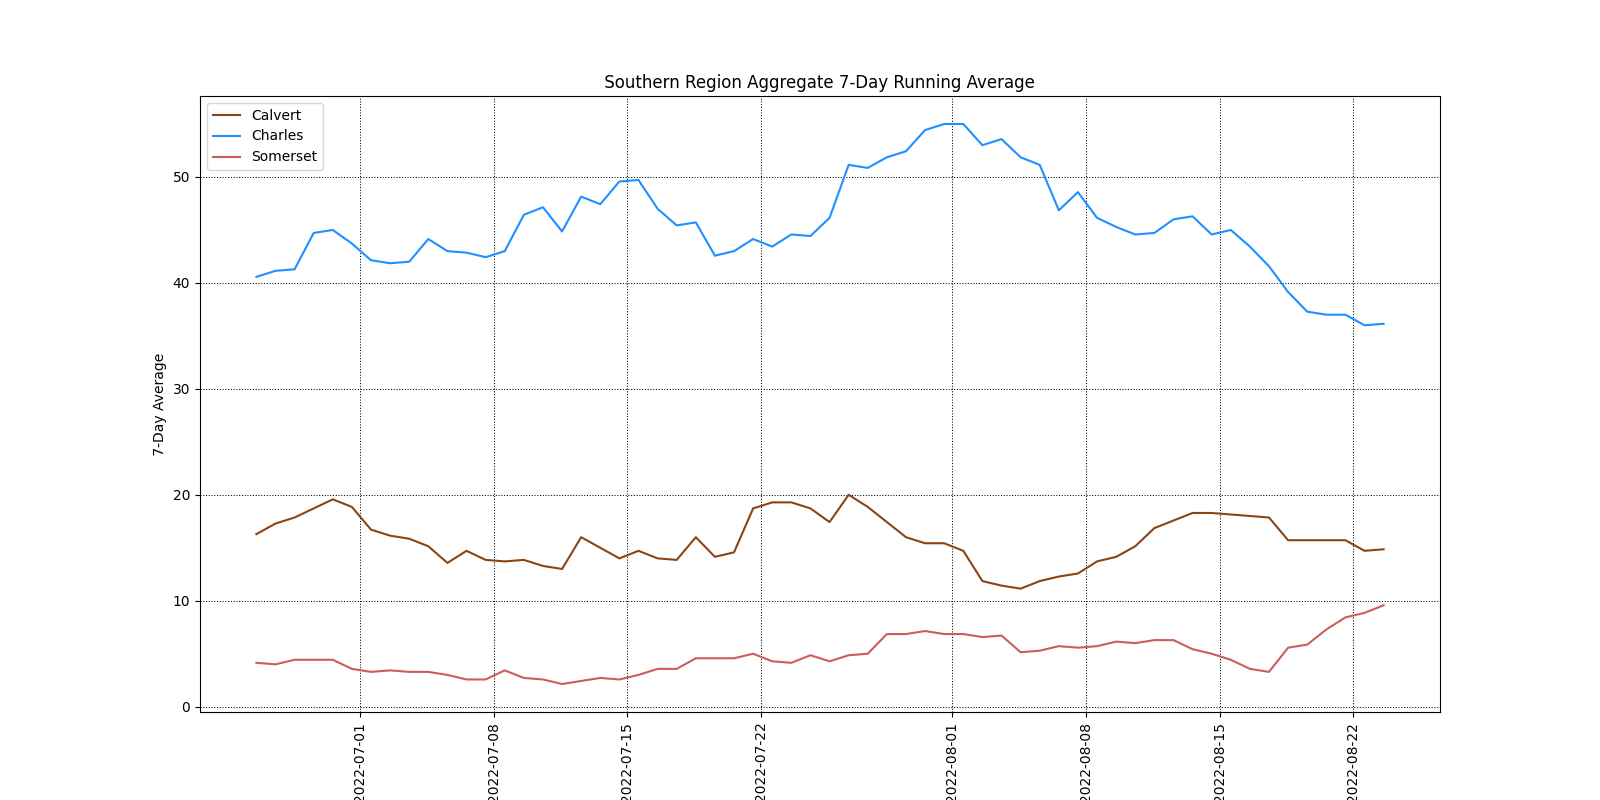 Southern Region Aggregate 7-Day Running Average
Calvert
Charles
Somerset
7-Day Average
50
40
30
20
10
0
2022-07-01
2022-07-08
2022-07-15
2022-07-22
2022-08-01
2022-08-08
2022-08-15
2022-08-22